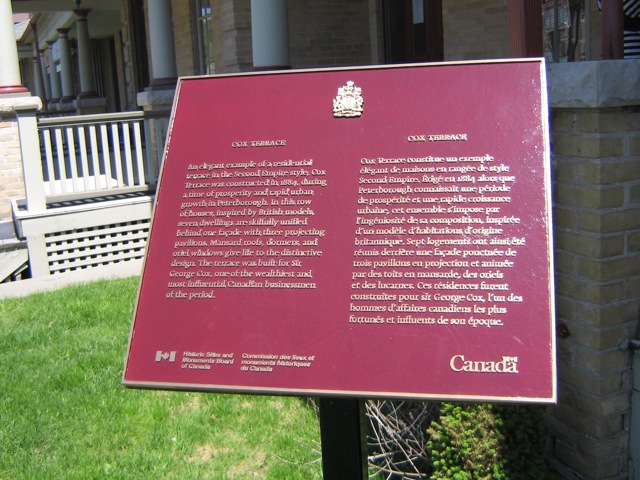 COX TERRACE
An elegant example of a residential
terrace in the Second Empire style, Cox
Terrace was constructed in 1884, during
a time of prosperity and rapid urban
growth in Peterborough. In this row
of houses, inspired by British models,
seven dwellings are skilfully unified
behind one façade with three projecting
pavilions. Mansard roofs, dormers, and
oriel windows give life to the distinctive
design. The terrace was built for Sir
George Cox, one of the wealthiest and
most influential Canadian businessmen
of the period.
COX TERRACE
Cox Terrace constitue un exemple
élégant de maisons en rangée de style
Second Empire. Érigé en 1884 alors que
Peterborough connaissait une période
de prospérité et une rapide croissance
urbaine, cet ensemble s'impose par
l'ingéniosité de sa composition, inspirée
d'un modèle d'habitations d'origine
britannique. Sept logements ont ainsi été
réunis derrière une façade ponctuée de
trois pavillons en projection et animée
par des toits en mansarde, des oriels
et des lucarnes. Ces résidences furent
construites pour sir George Cox, l'un des
hommes d'affaires canadiens les plus
fortunés et influents de son époque.
Historic Sites and
Monuments Board
of Canada
Commission des lieux et
monuments historiques
du Canada
Canada